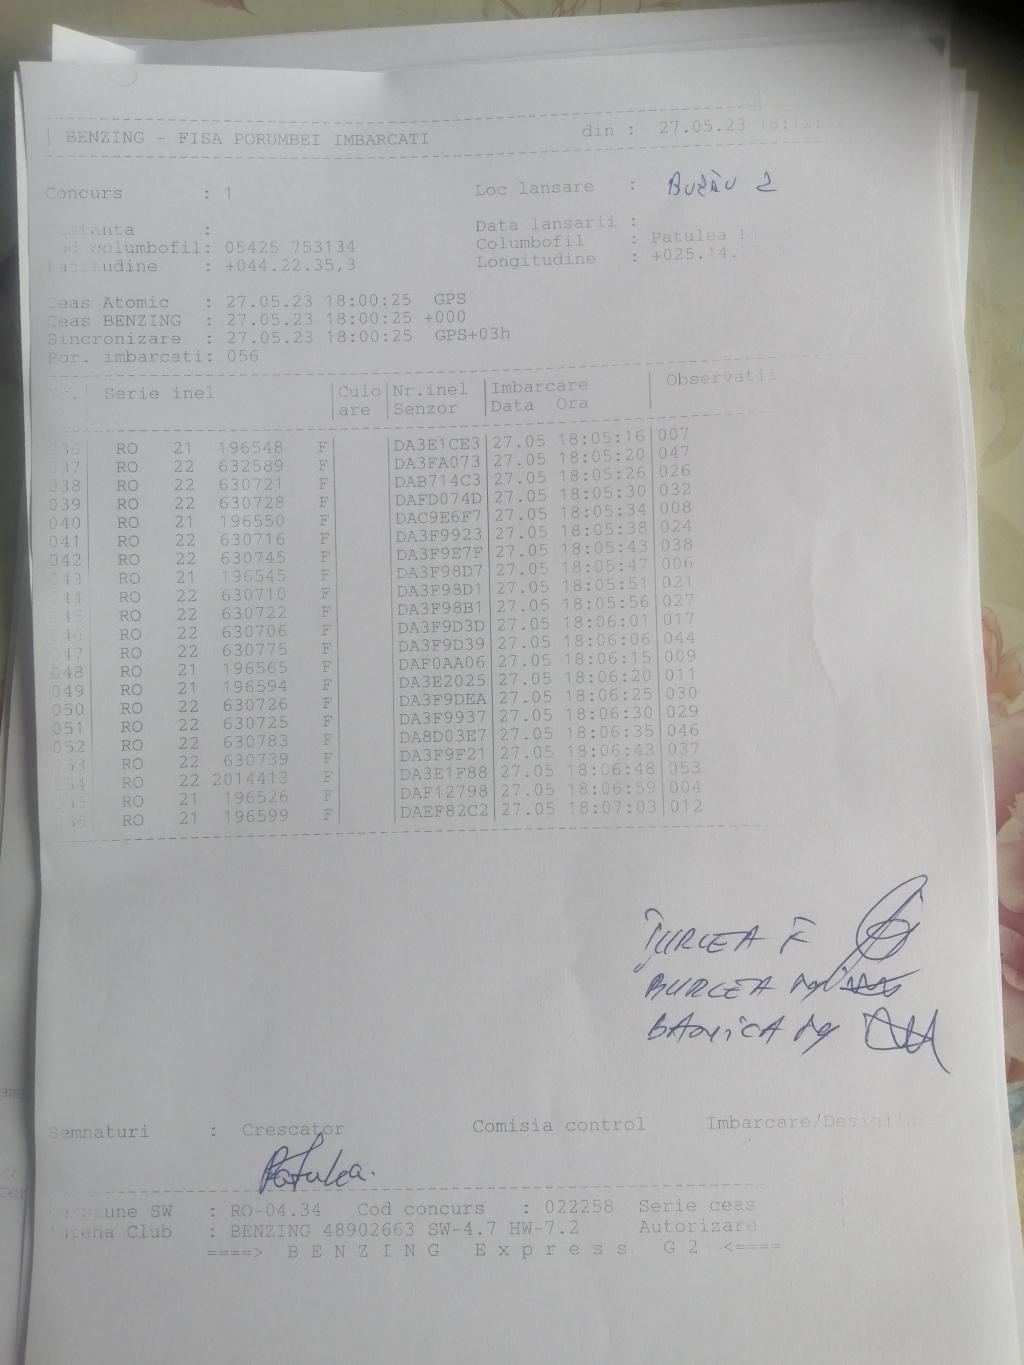 BENZING - FISA PORUMBEI IMBARCATI din : 27.05.23
Concurs : 1 Loc lansare : BUZĂU 2
Data lansarii :
columbofil: 05425 753134 Columbofil : Patulea
+044.22.35,3 Longitudine : +025.14.
Ceas Atomic : 27.05.23 18:00:25 GPS
Ceas BENZING : 27.05.23 18:00:25 +000
Sincronizare : 27.05.23 18:00:25 GPS+03h
Por. imbarcati: 056
Serie inel Culo Nr.inel Imbarcare Observatii
are Senzor Data Ora
036 RO 21 196548 F DA3E1CE3 27.05 18:05:16 007
037 RO 22 632589 F DA3FA073 27.05 18:05:20 047
038 RO 22 630721 F DAB714C3 27.05 18:05:26 026
039 RO 22 630728 F DAFD074D 27.05 18:05:30 032
040 RO 21 196550 F DAC9E6F7 27.05 18:05:34 008
041 RO 22 630716 F DA3F9923 27.05 18:05:38 024
042 RO 22 630745 F DA3F9E7F 27.05 18:05:43 038
043 RO 21 196545 F DA3F98D7 27.05 18:05:47 006
044 RO 22 630710 F DA3F98D1 27.05 18:05:51 021
045 RO 22 630722 F DA3F98B1 27.05 18:05:56 027
046 RO 22 630706 F DA3F9D3D 27.05 18:06:01 017
047 RO 22 630775 F DA3F9D39 27.05 18:06:06 044
048 RO 21 196565 F DAF0AA06 27.05 18:06:15 009
049 RO 21 196594 F DA3E2025 27.05 18:06:20 011
050 RO 22 630726 F DA3F9DEA 27.05 18:06:25 030
051 RO 22 630725 F DA3F9937 27.05 18:06:30 029
052 RO 22 630783 F DA8D03E7 27.05 18:06:35 046
053 RO 22 630739 F DA3F9F21 27.05 18:06:43 037
054 RO 22 2014413 F DA3E1F88 27.05 18:06:48 053
055 RO 21 196526 F DAF12798 27.05 18:06:59 004
056 RO 21 196599 F DAEF82C2 27.05 18:07:03 012
ȚURLEA F
BURCEA
Semnaturi : Crescator Comisia control Imbarcare/
Patulea.
SW : RO-04.34 Cod concurs : 022258 Serie ceas
Club : BENZING 48902663 SW-4.7 HW-7.2 Autorizare
====> B E N Z I N G E x p r e s s G 2 <====